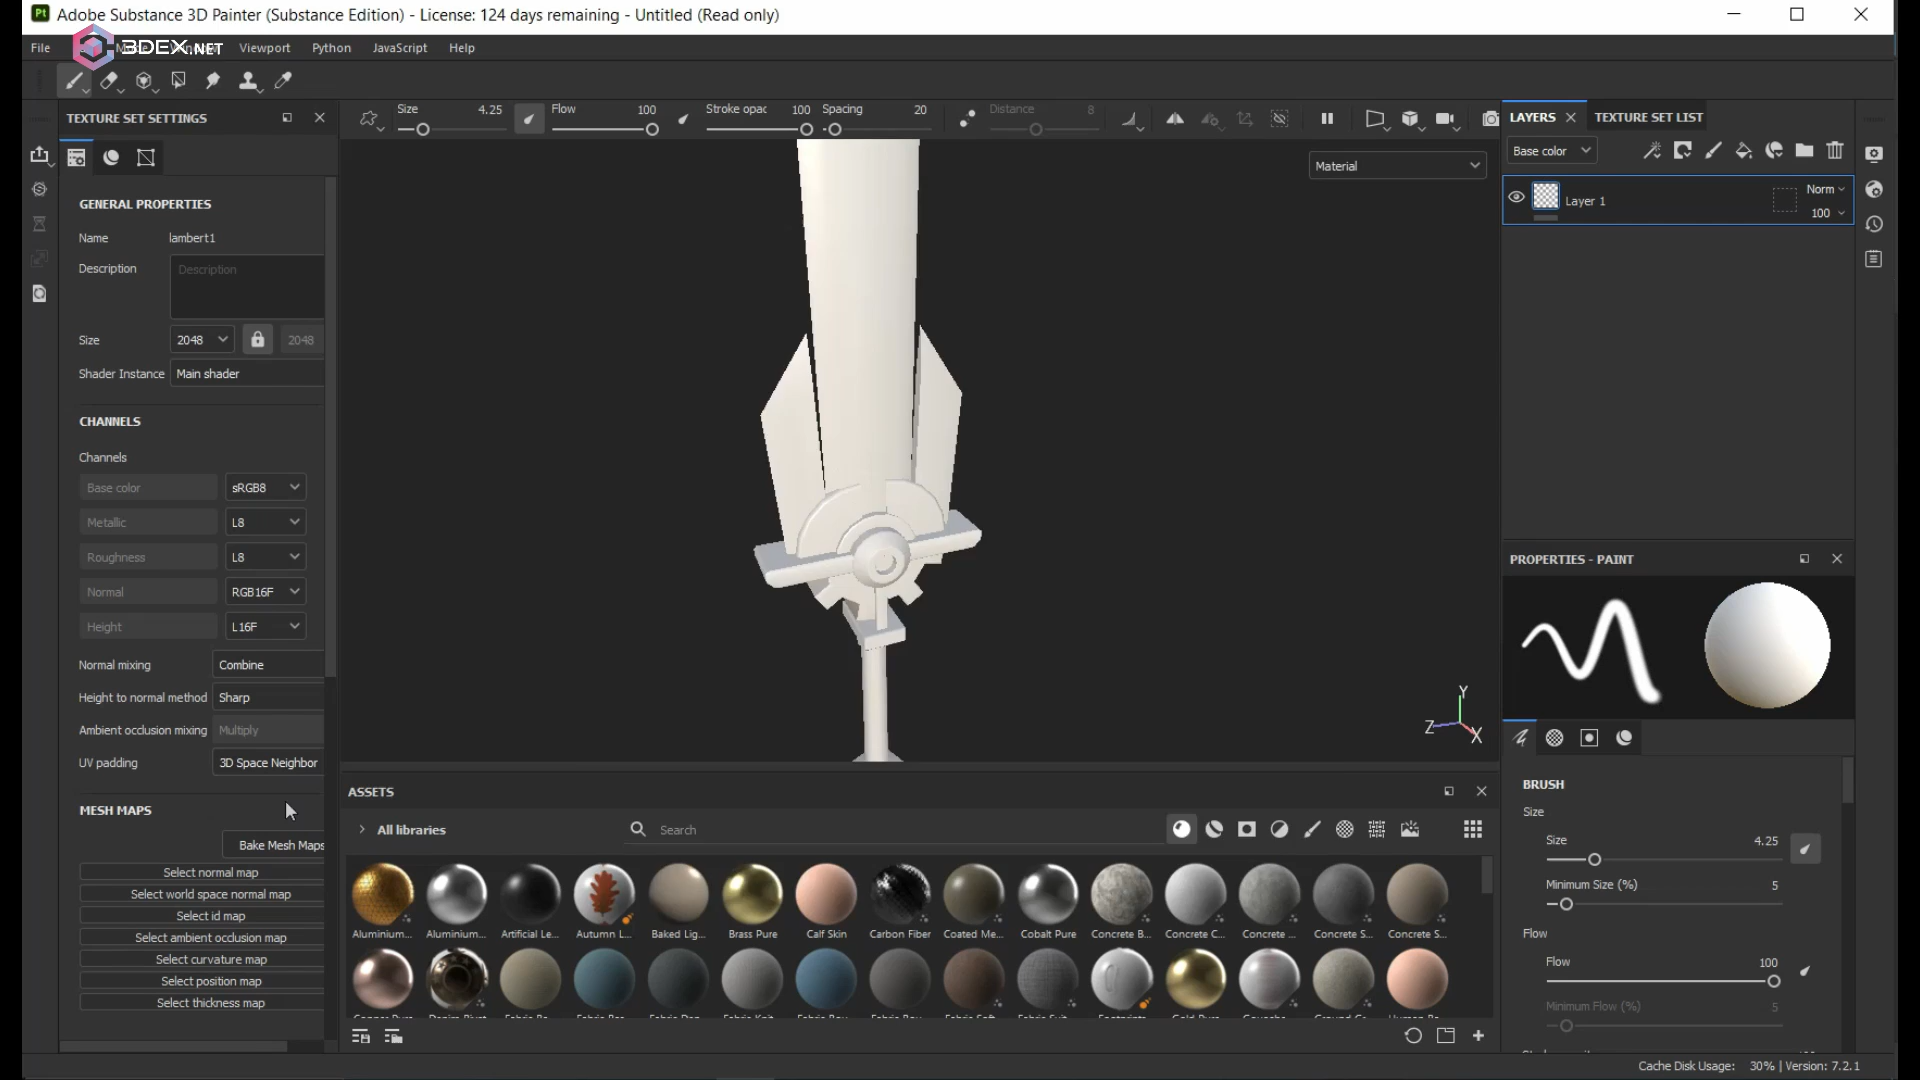 Adobe Substance 3D Painter (Substance Edition) - License: 124 days remaining - Untitled (Read only)
File
3DEX.NET
Viewport
Python
JavaScript
Help
TEXTURE SET SETTINGS
Size 4.25
Flow 100
Stroke opac 100
Spacing 20
Distance 8
LAYERS
TEXTURE SET LIST
Base color
Material
Layer 1
Norm
100
GENERAL PROPERTIES
Name lambert1
Description Description
Size 2048 2048
Shader Instance Main shader
CHANNELS
Channels
Base color sRGB8
Metallic L8
Roughness L8
Normal RGB16F
Height L16F
Normal mixing Combine
Height to normal method Sharp
Ambient occlusion mixing Multiply
UV padding 3D Space Neighbor
MESH MAPS
Bake Mesh Maps
Select normal map
Select world space normal map
Select id map
Select ambient occlusion map
Select curvature map
Select position map
Select thickness map
Y
Z
X
ASSETS
All libraries
Search
Aluminium... Aluminium... Artificial Le... Autumn L... Baked Lig... Brass Pure Calf Skin Carbon Fiber Coated Me... Cobalt Pure Concrete B... Concrete C... Concrete ... Concrete S... Concrete S...
PROPERTIES - PAINT
BRUSH
Size
Size 4.25
Minimum Size (%) 5
Flow
Flow 100
Minimum Flow (%) 5
Cache Disk Usage: 30% | Version: 7.2.1